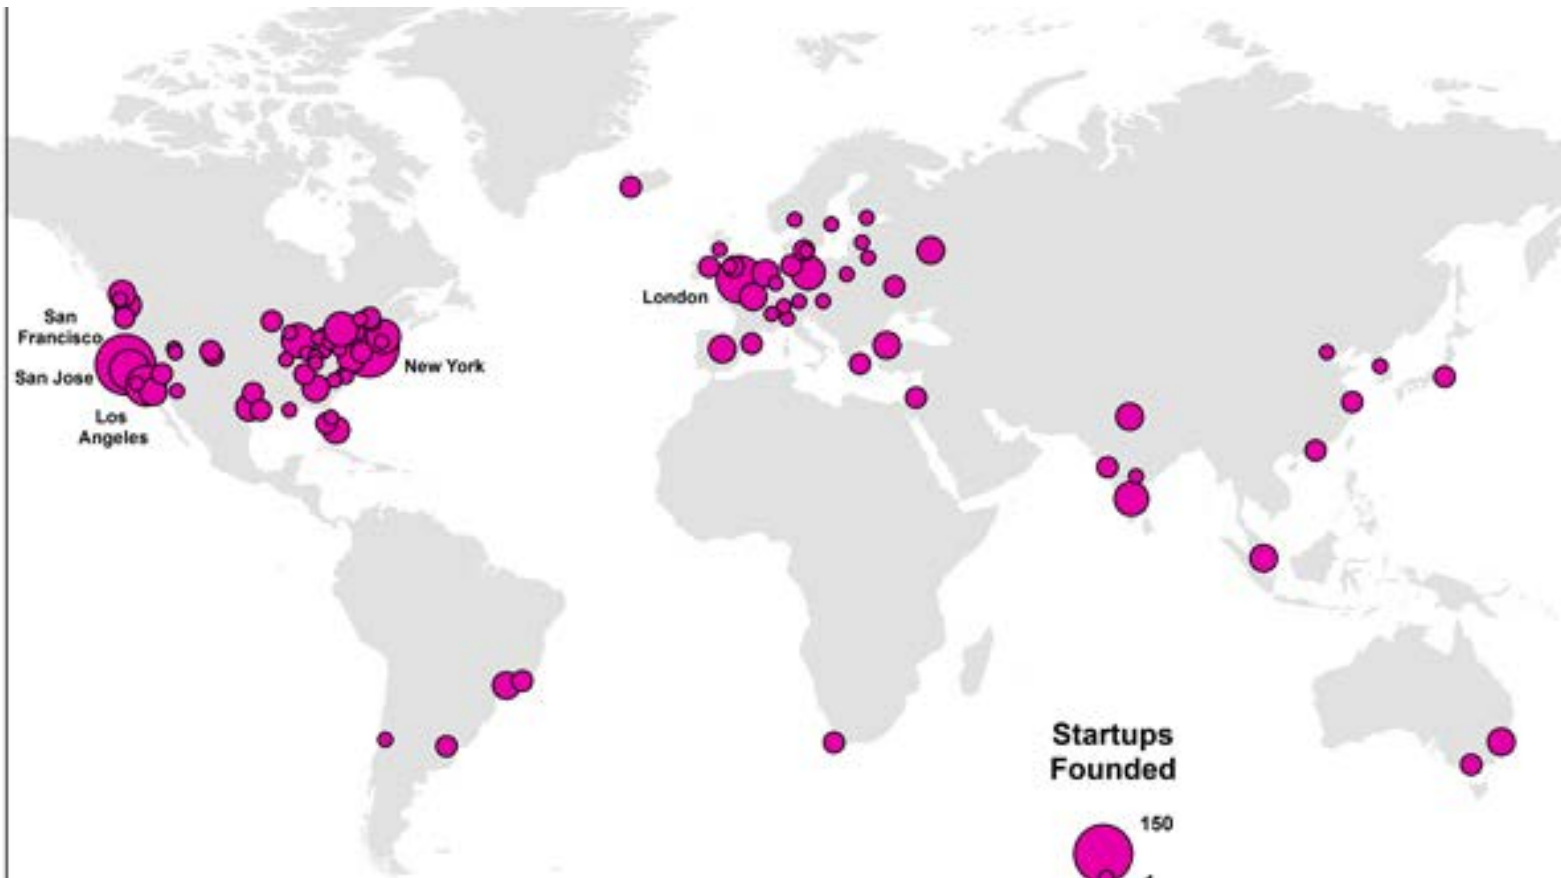 San
Francisco
San Jose
Los
Angeles
New York
London
Startups
Founded
150